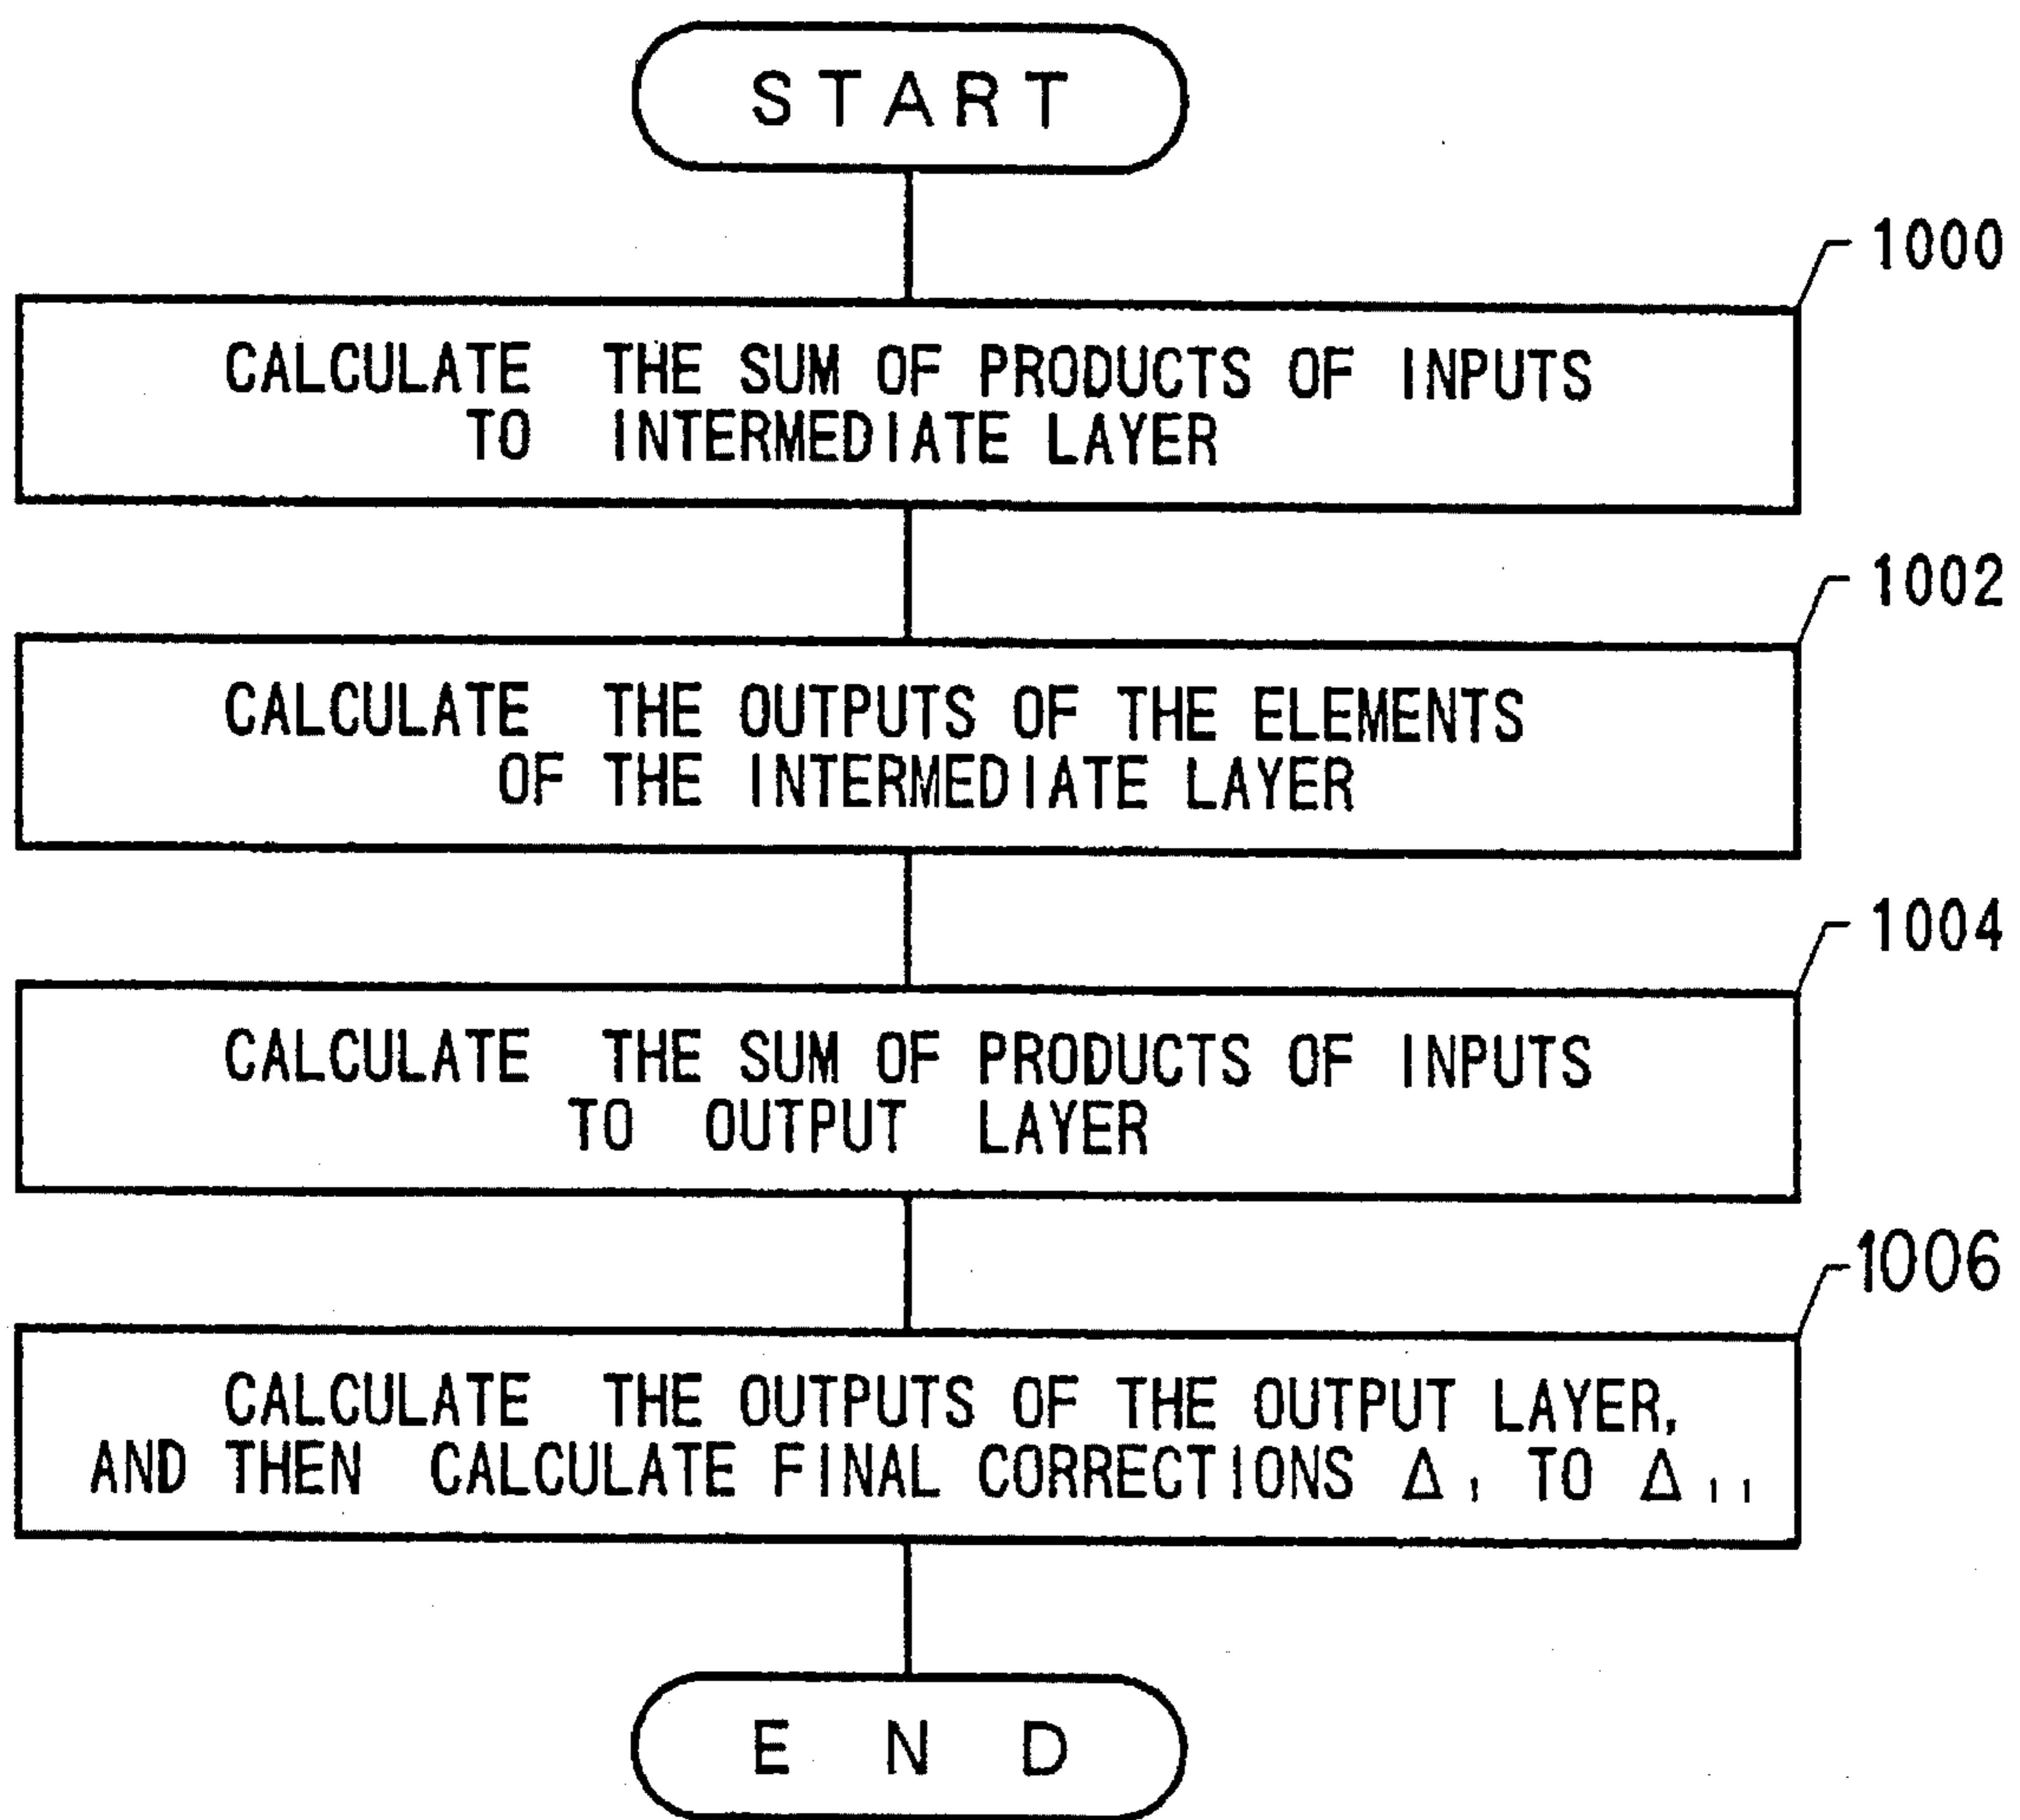 START
1000
CALCULATE THE SUM OF PRODUCTS OF INPUTS
TO INTERMEDIATE LAYER
1002
CALCULATE THE OUTPUTS OF THE ELEMENTS
OF THE INTERMEDIATE LAYER
1004
CALCULATE THE SUM OF PRODUCTS OF INPUTS
TO OUTPUT LAYER
1006
CALCULATE THE OUTPUTS OF THE OUTPUT LAYER,
AND THEN CALCULATE FINAL CORRECTIONS Δ₁ TO Δ₁₁
END